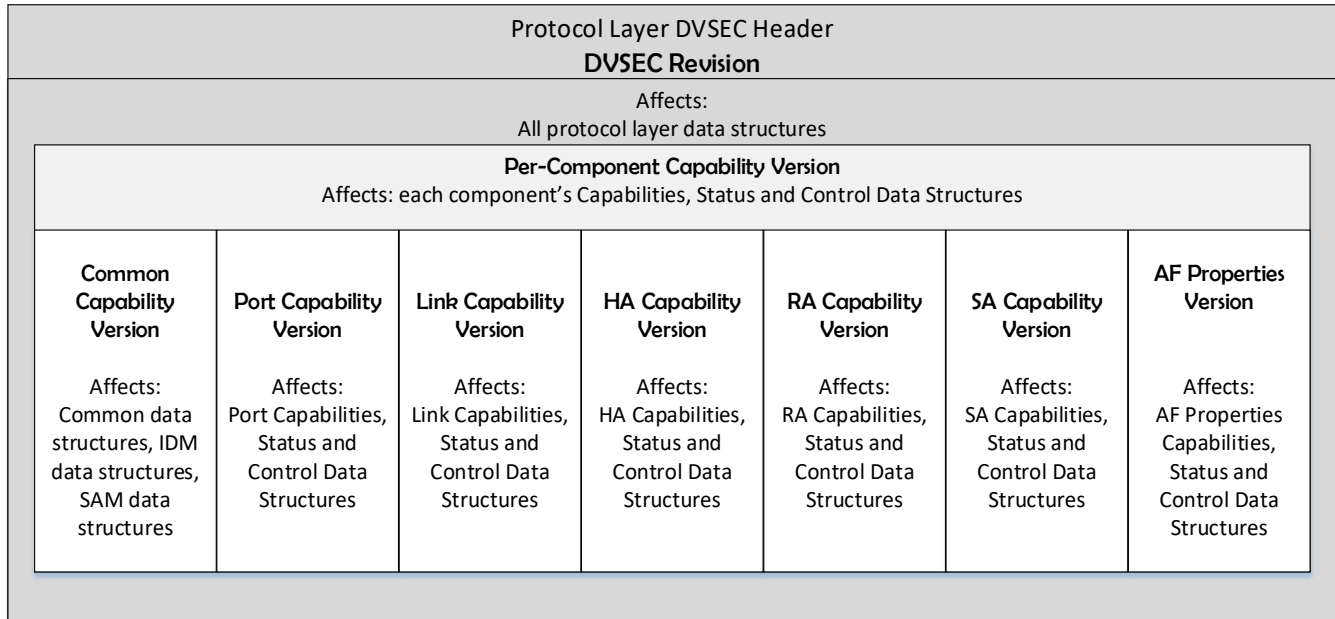 Protocol Layer DVSEC Header
DVSEC Revision
Affects:
All protocol layer data structures
Per-Component Capability Version
Affects: each component's Capabilities, Status and Control Data Structures
Common
Capability
Version
Affects:
Common data
structures, IDM
data structures,
SAM data
structures
Port Capability
Version
Affects:
Port Capabilities,
Status and
Control Data
Structures
Link Capability
Version
Affects:
Link Capabilities,
Status and
Control Data
Structures
HA Capability
Version
Affects:
HA Capabilities,
Status and
Control Data
Structures
RA Capability
Version
Affects:
RA Capabilities,
Status and
Control Data
Structures
SA Capability
Version
Affects:
SA Capabilities,
Status and
Control Data
Structures
AF Properties
Version
Affects:
AF Properties
Capabilities,
Status and
Control Data
Structures